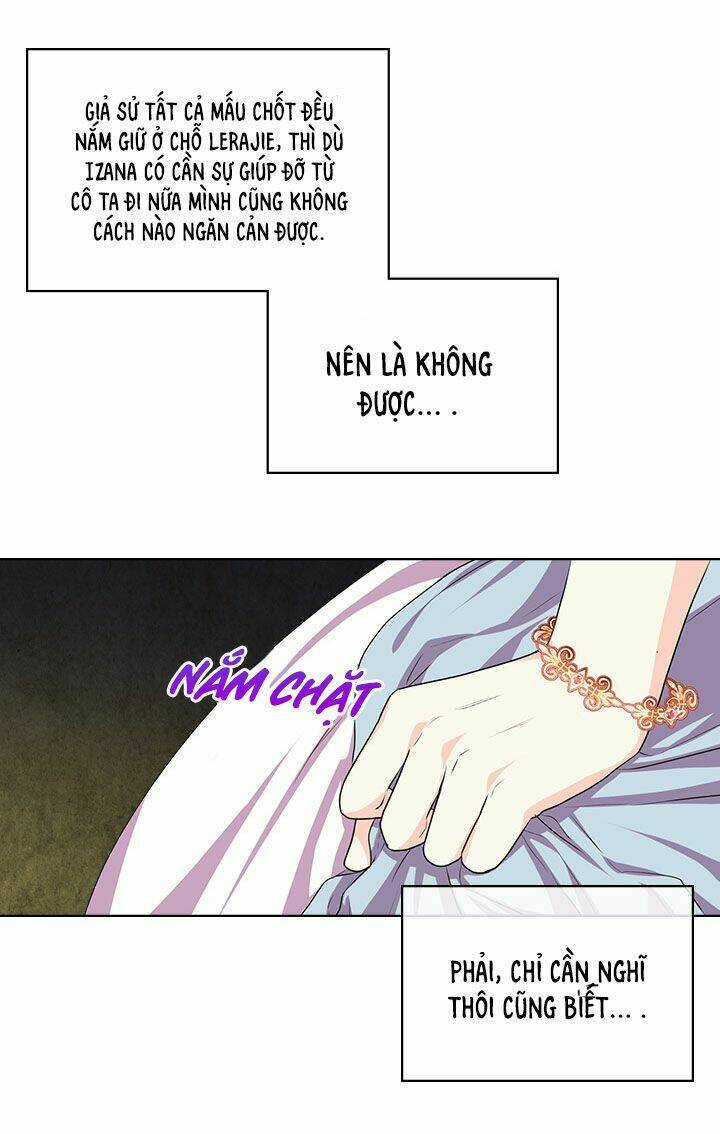 GIẢ SỬ TẤT CẢ MẤU CHỐT ĐỀU
NẮM GIỮ Ở CHỖ LERAJIE, THÌ DÙ
IZANA CÓ CẦN SỰ GIÚP ĐỠ TỪ
CÔ TA ĐI NỮA MÌNH CŨNG KHÔNG
CÁCH NÀO NGĂN CẢN ĐƯỢC.
NÊN LÀ KHÔNG
ĐƯỢC... .
NẮM CHẶT
PHẢI, CHỈ CẦN NGHĨ
THÔI CŨNG BIẾT... .